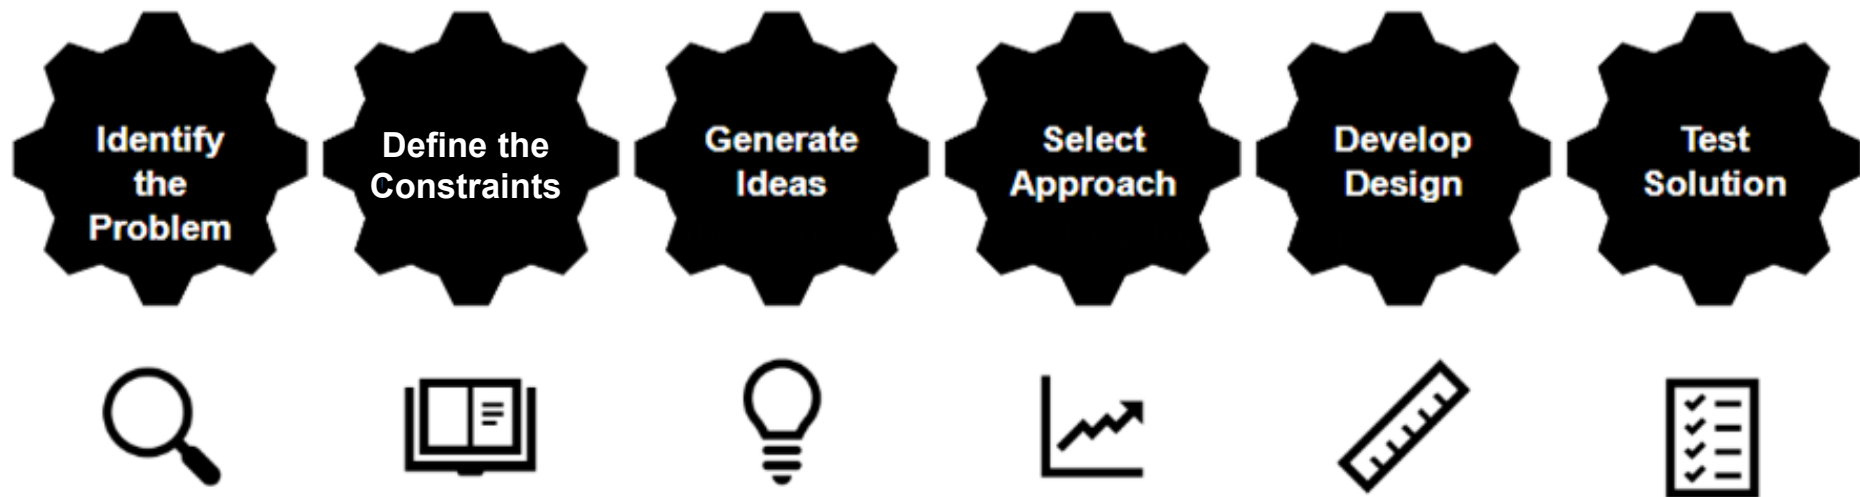 Identify
the
Problem
Define the
Constraints
Generate
Ideas
Select
Approach
Develop
Design
Test
Solution